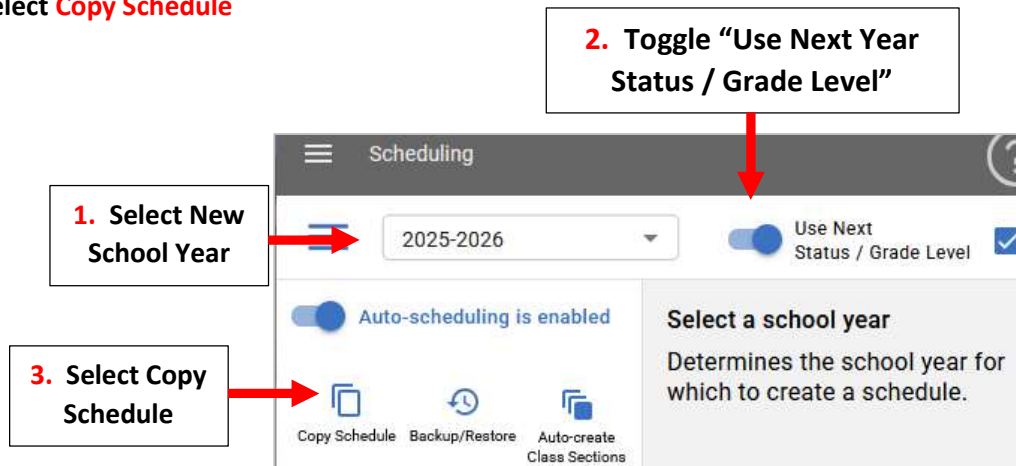 elect Copy Schedule
2. Toggle “Use Next Year
Status / Grade Level”
Scheduling
1. Select New
School Year
2025-2026
Use Next
Status / Grade Level
Auto-scheduling is enabled
Select a school year
Determines the school year for
which to create a schedule.
3. Select Copy
Schedule
Copy Schedule
Backup/Restore
Auto-create
Class Sections